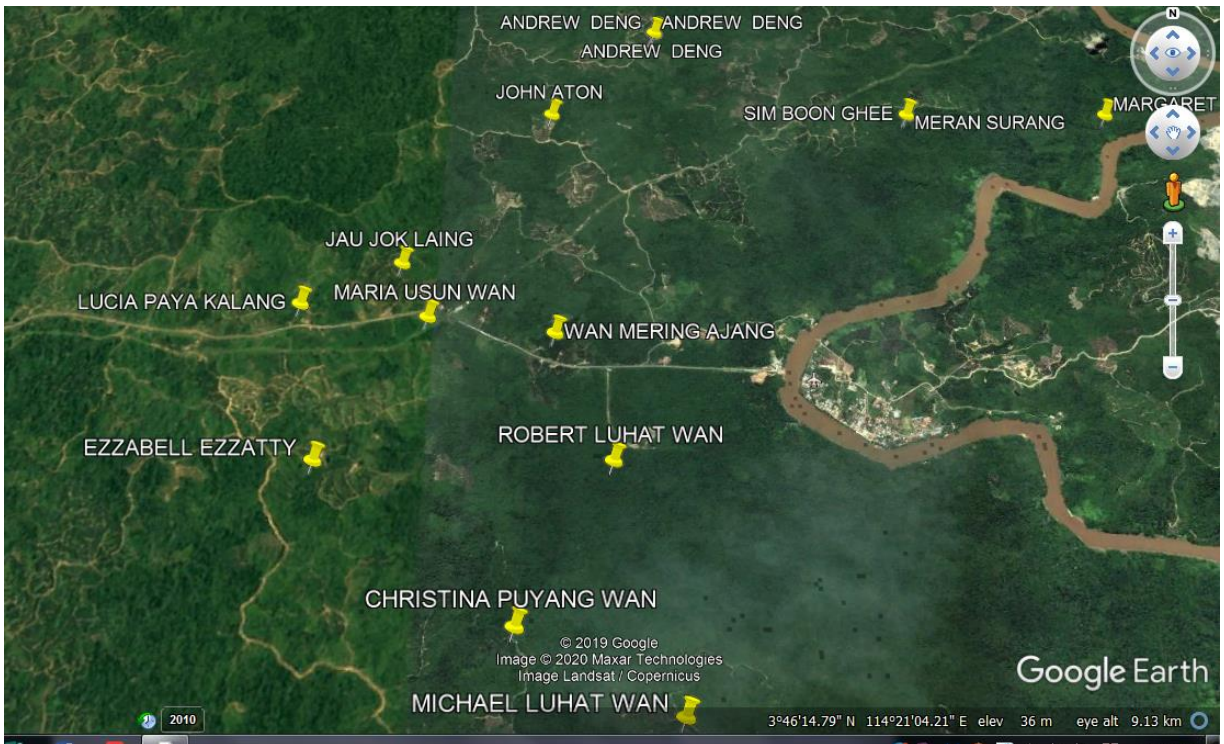 ANDREW DENG ANDREW DENG
ANDREW DENG
N
JOHN ATON
SIM BOON GHEE
MERAN SURANG
MARGARET
JAU JOK LAING
LUCIA PAYA KALANG
MARIA USUN WAN
WAN MERING AJANG
EZZABELL EZZATTY
ROBERT LUHAT WAN
CHRISTINA PUYANG WAN
© 2019 Google
Image © 2020 Maxar Technologies
Image Landsat / Copernicus
Google Earth
MICHAEL LUHAT WAN
2010
3°46'14.79" N 114°21'04.21" E elev 36 m eye alt 9.13 km